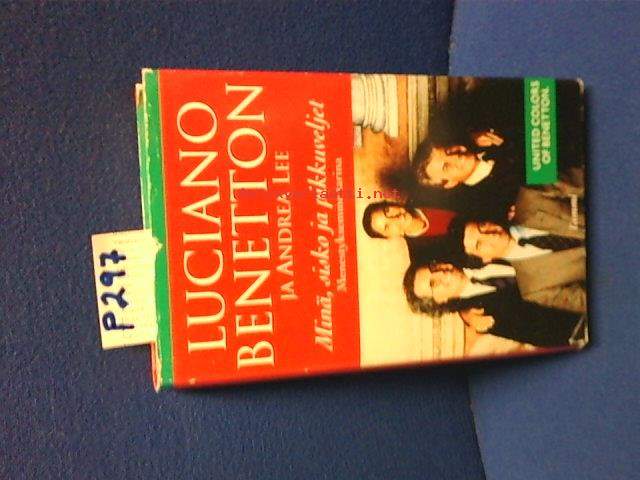 LUCIANO
BENETTON
JA ANDREA LEE
Minä, sisko ja pikkuveljet
UNITED COLORS
OF BENETTON.
P297